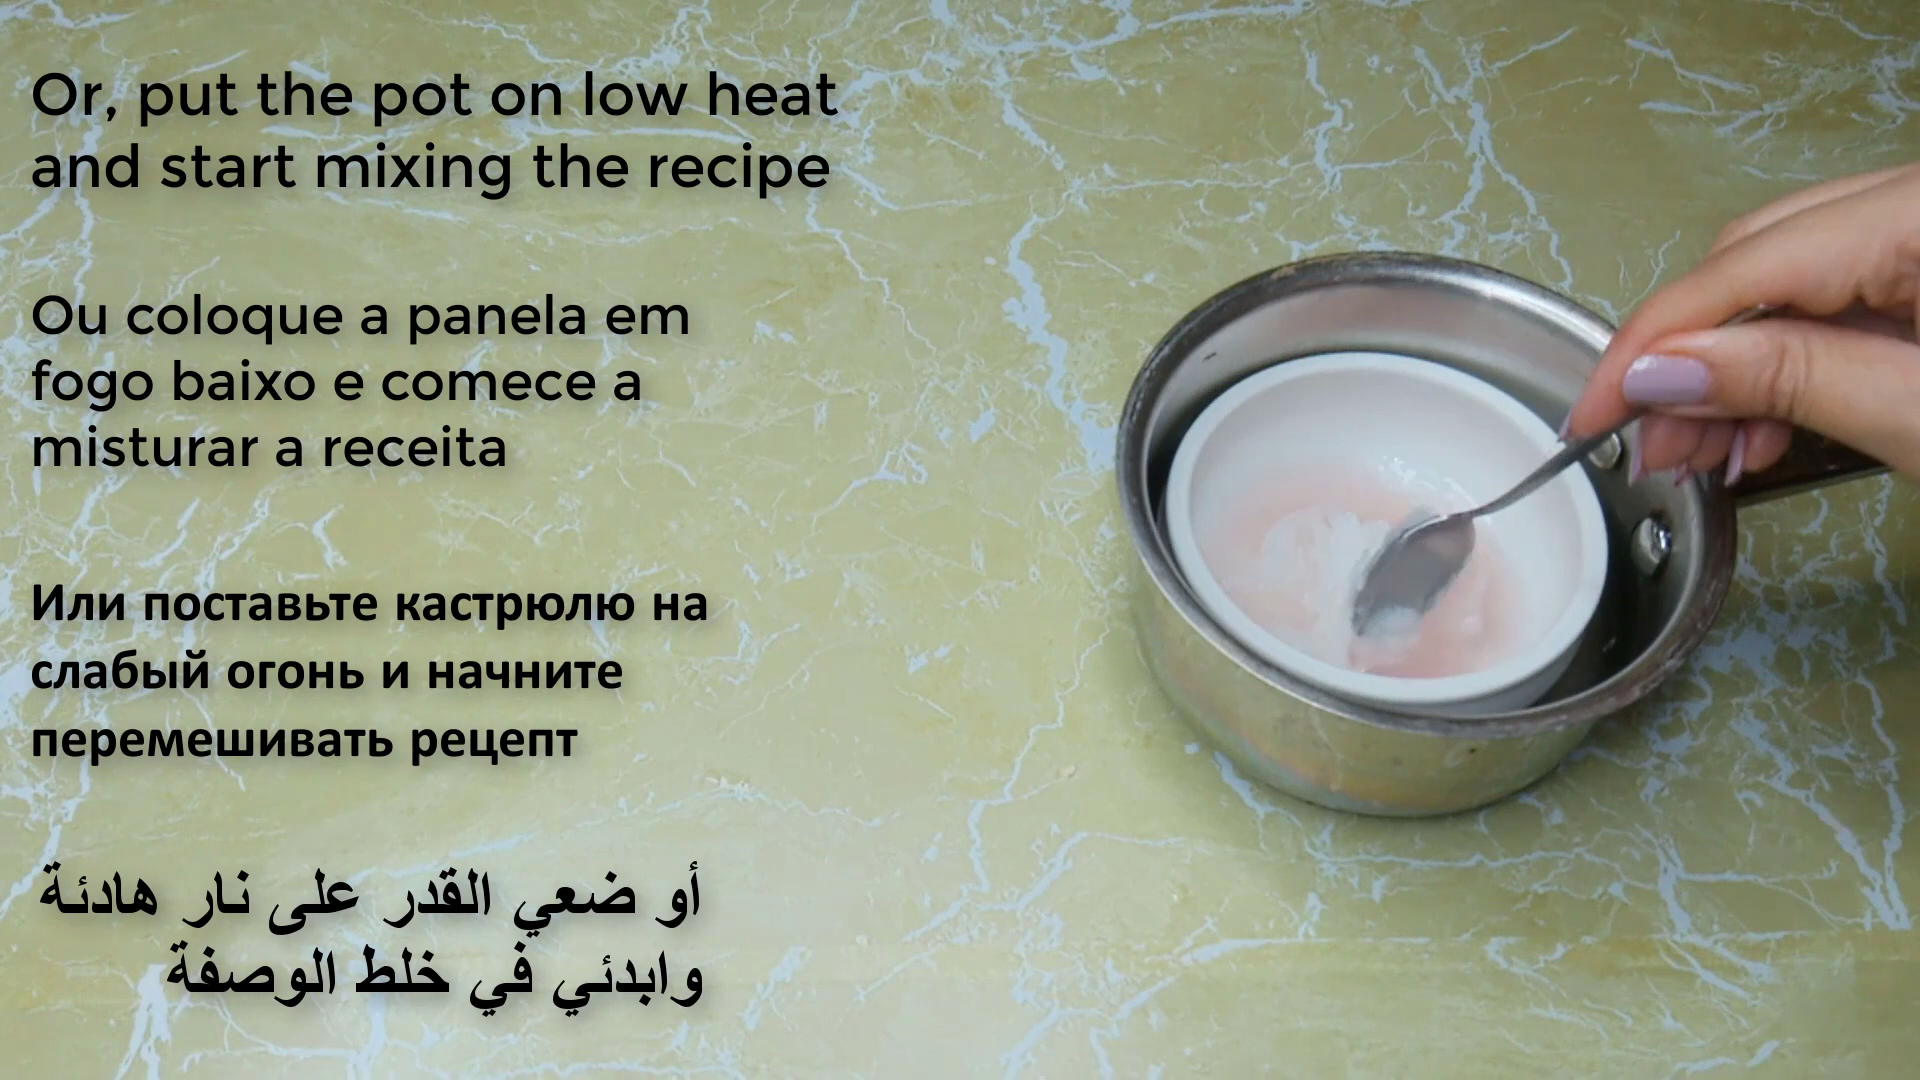 Or, put the pot on low heat
and start mixing the recipe
Ou coloque a panela em
fogo baixo e comece a
misturar a receita
Или поставьте кастрюлю на
слабый огонь и начните
перемешивать рецепт
أو ضعي القدر على نار هادئة
وابدئي في خلط الوصفة